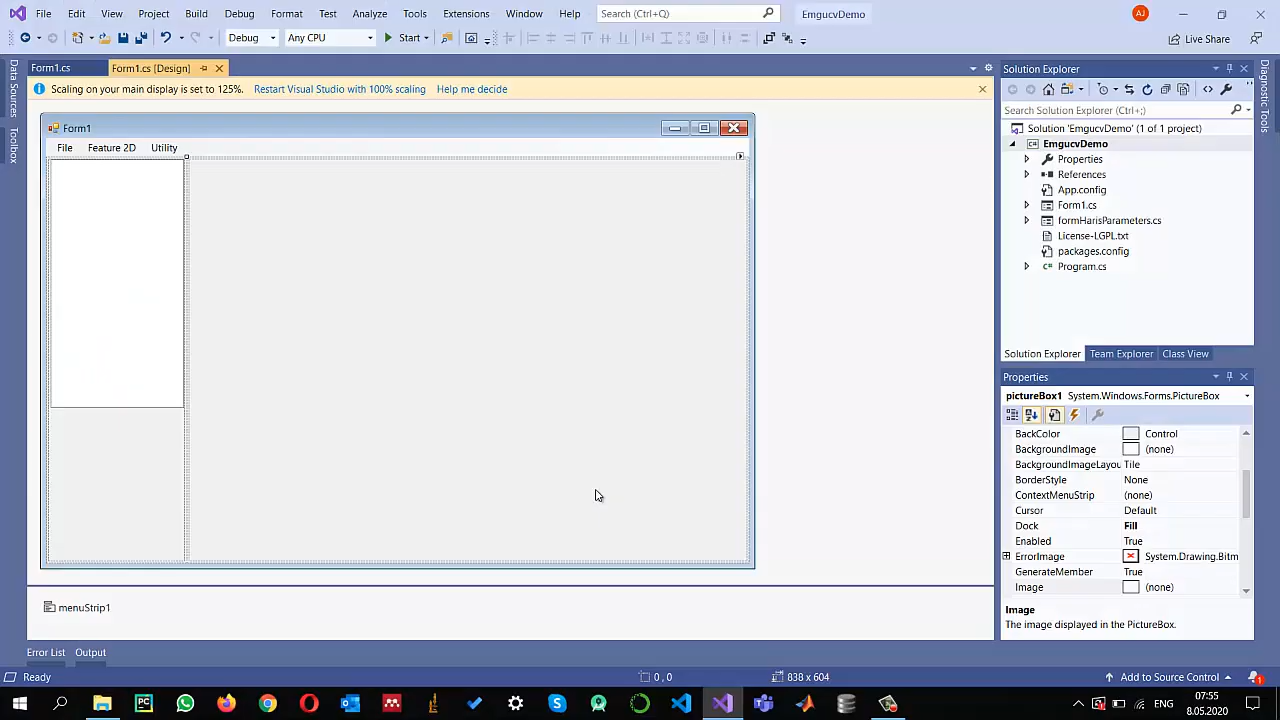 File Edit View Project Build Debug Format Test Analyze Tools Extensions Window Help Search (Ctrl+Q) EmgucvDemo AJ
Debug Any CPU Start Live Share
Form1.cs Form1.cs [Design]
Scaling on your main display is set to 125%. Restart Visual Studio with 100% scaling Help me decide
Data Sources
Toolbox
Form1
File Feature 2D Utility
menuStrip1
Solution Explorer
Search Solution Explorer (Ctrl+;)
Solution 'EmgucvDemo' (1 of 1 project)
EmgucvDemo
Properties
References
App.config
Form1.cs
formHarisParameters.cs
License-LGPL.txt
packages.config
Program.cs
Solution Explorer Team Explorer Class View
Diagnostic Tools
Properties
pictureBox1 System.Windows.Forms.PictureBox
BackColor Control
BackgroundImage (none)
BackgroundImageLayou Tile
BorderStyle None
ContextMenuStrip (none)
Cursor Default
Dock Fill
Enabled True
ErrorImage System.Drawing.Bitm
GenerateMember True
Image (none)
Image
The image displayed in the PictureBox.
Error List Output
Ready 0, 0 838 x 604 Add to Source Control 1
ENG 07:55
8.05.2020